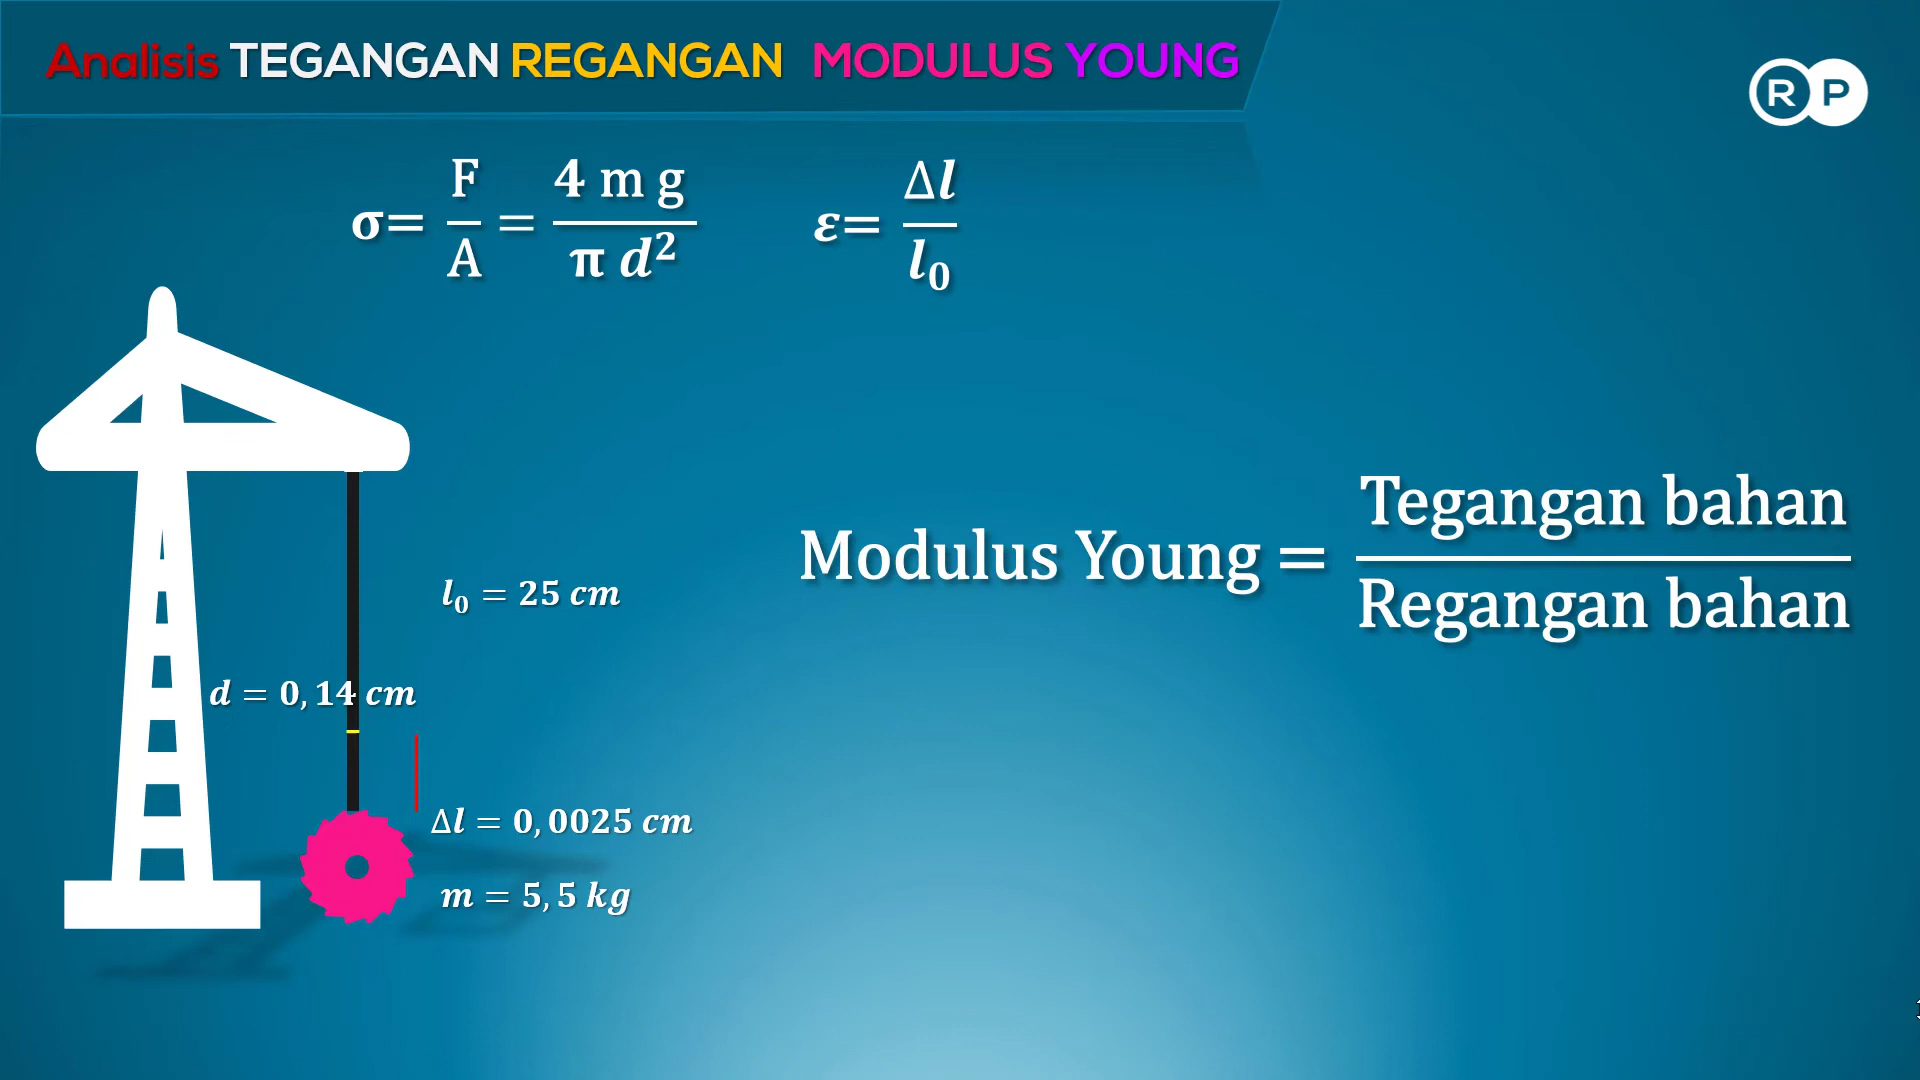 Analisis TEGANGAN REGANGAN MODULUS YOUNG
RP
σ= F/A = 4 m g / π d²
ε= Δl / l₀
Modulus Young = Tegangan bahan / Regangan bahan
l₀ = 25 cm
d = 0,14 cm
Δl = 0,0025 cm
m = 5,5 kg